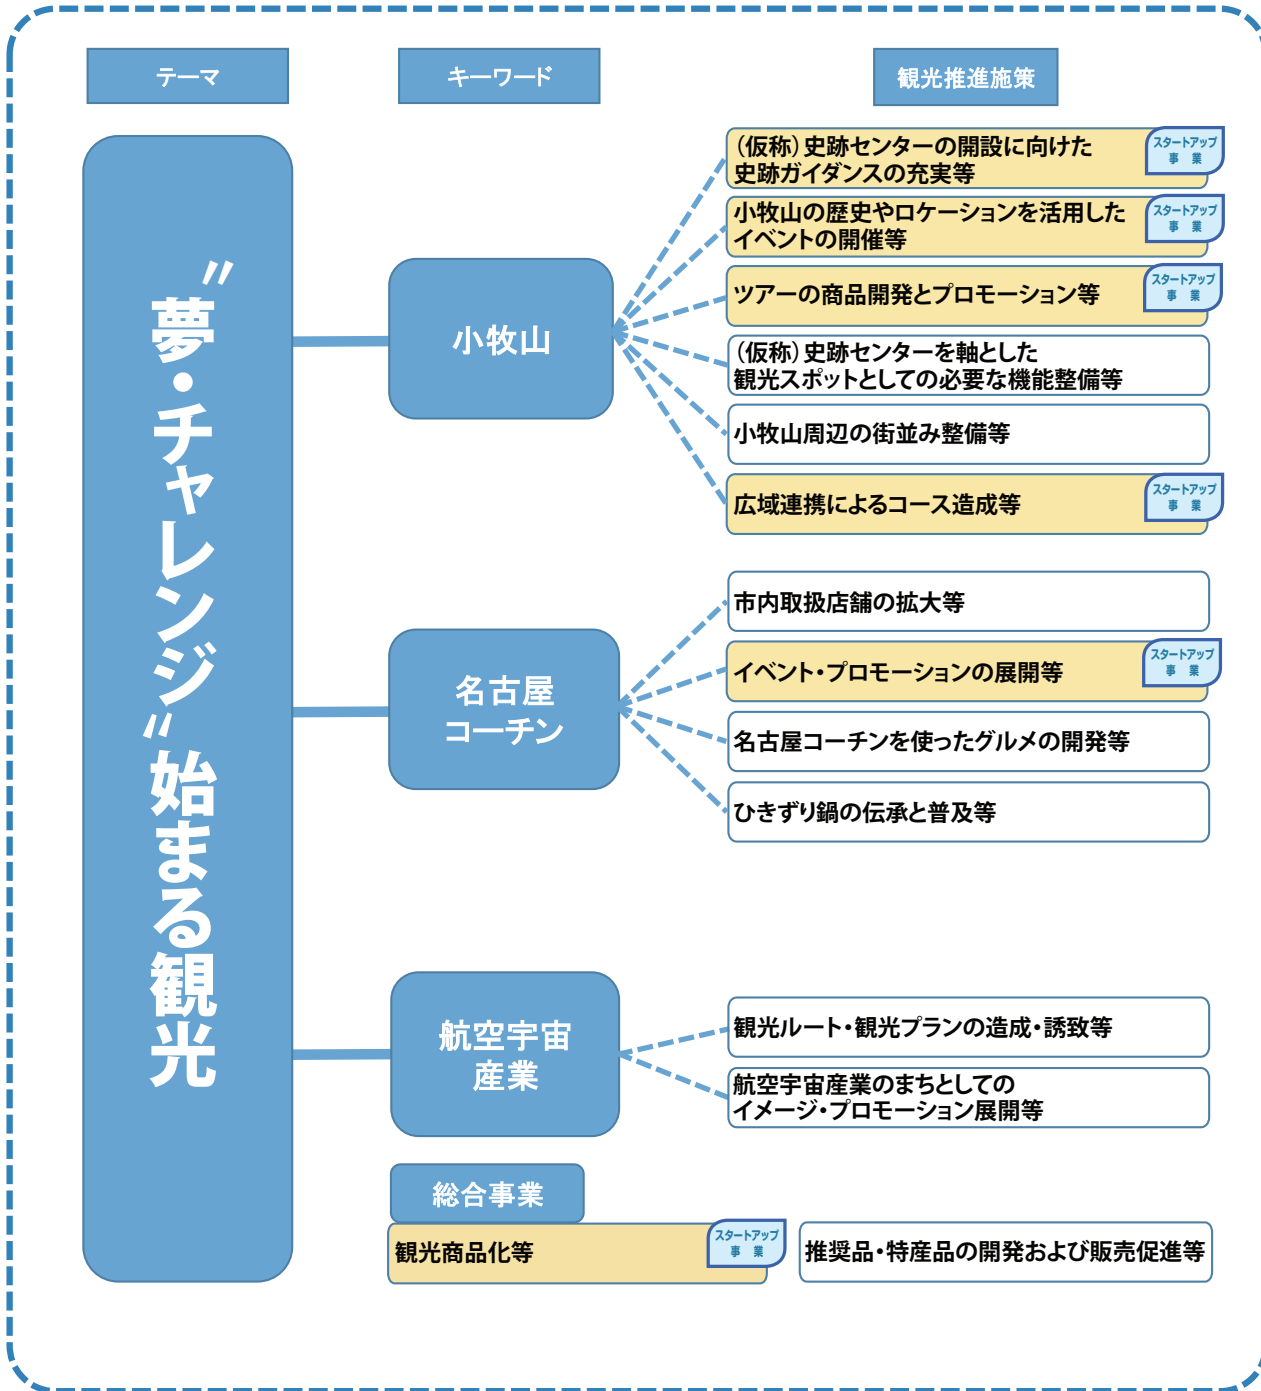 テーマ
キーワード
観光推進施策
〝夢・チャレンジ〟始まる観光
小牧山
(仮称)史跡センターの開設に向けた
史跡ガイダンスの充実等
スタートアップ
事 業
小牧山の歴史やロケーションを活用した
イベントの開催等
スタートアップ
事 業
ツアーの商品開発とプロモーション等
スタートアップ
事 業
(仮称)史跡センターを軸とした
観光スポットとしての必要な機能整備等
小牧山周辺の街並み整備等
広域連携によるコース造成等
スタートアップ
事 業
名古屋
コーチン
市内取扱店舗の拡大等
イベント・プロモーションの展開等
スタートアップ
事 業
名古屋コーチンを使ったグルメの開発等
ひきずり鍋の伝承と普及等
航空宇宙
産業
観光ルート・観光プランの造成・誘致等
航空宇宙産業のまちとしての
イメージ・プロモーション展開等
総合事業
観光商品化等
スタートアップ
事 業
推奨品・特産品の開発および販売促進等